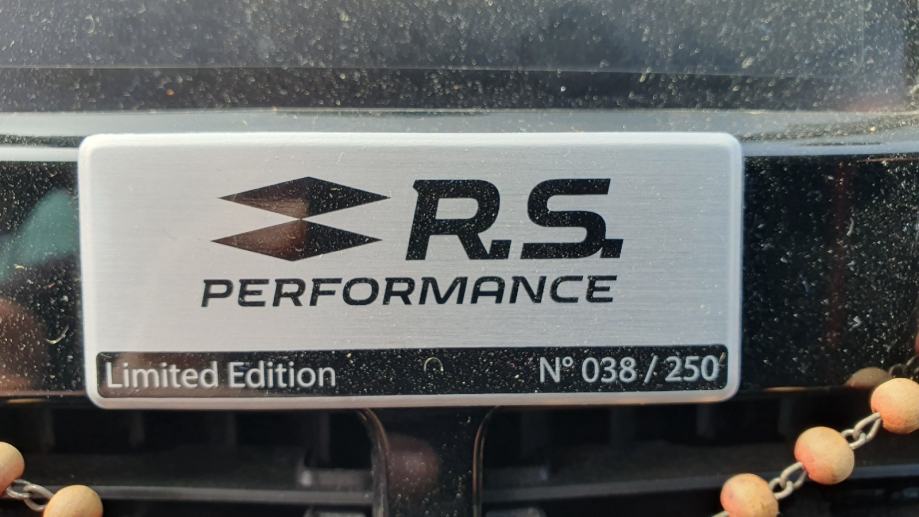 R.S.
PERFORMANCE
Limited Edition N° 038 / 250